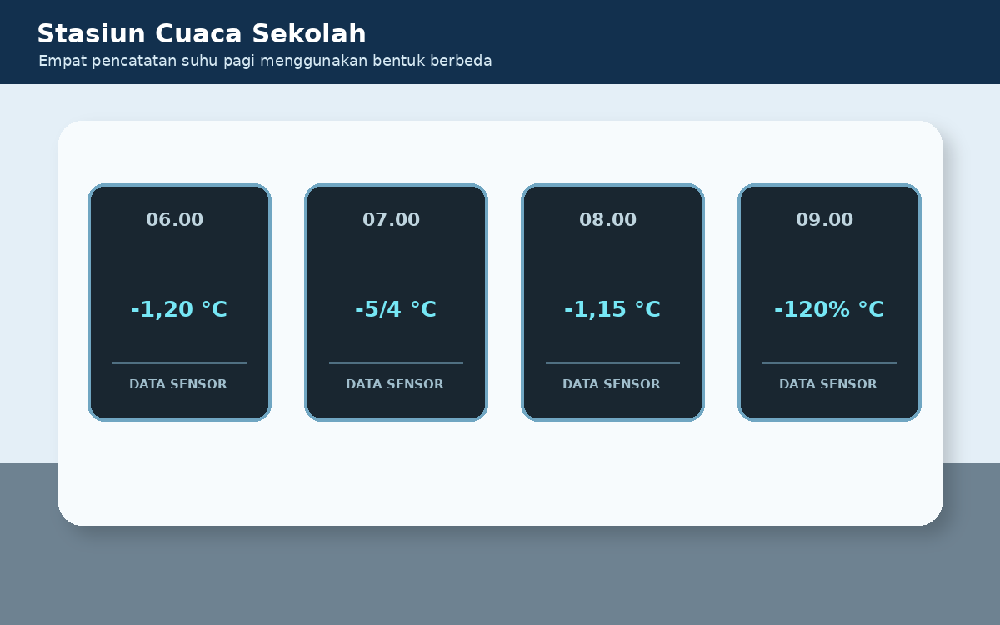 Stasiun Cuaca Sekolah
Empat pencatatan suhu pagi menggunakan bentuk berbeda
06.00
-1,20 °C
DATA SENSOR
07.00
-5/4 °C
DATA SENSOR
08.00
-1,15 °C
DATA SENSOR
09.00
-120% °C
DATA SENSOR